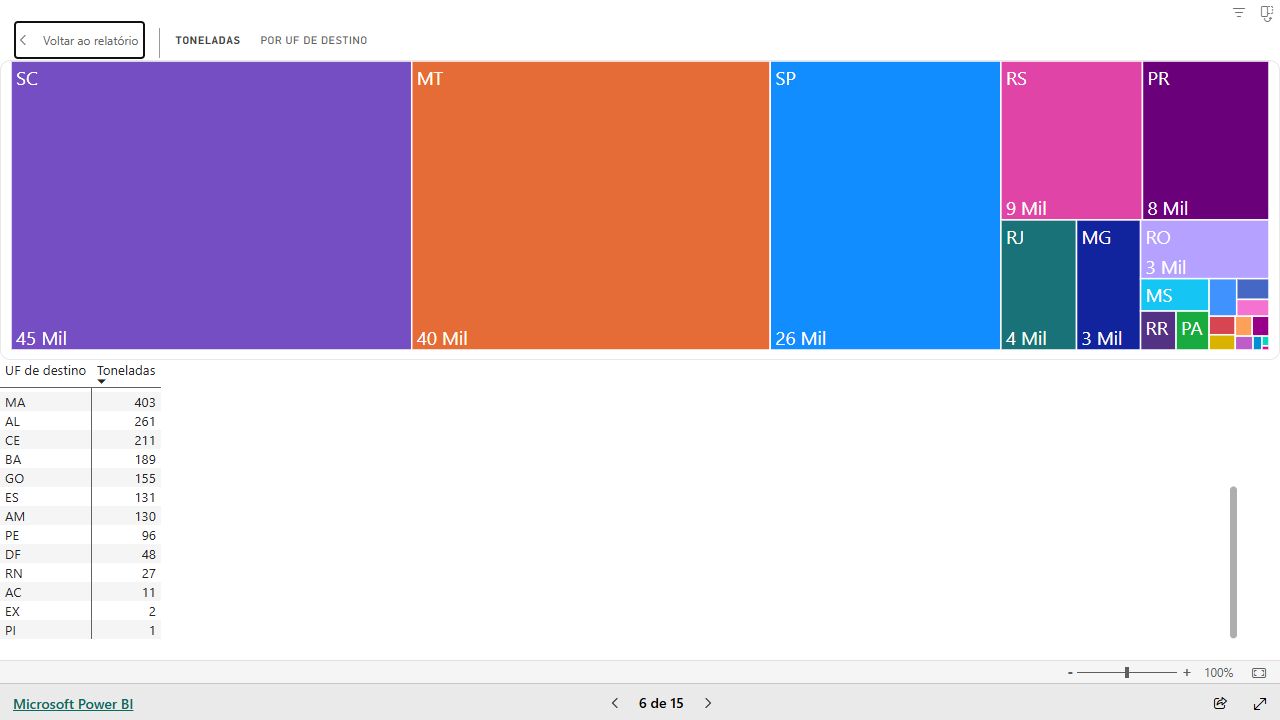 Voltar ao relatório
TONELADAS
POR UF DE DESTINO
SC
MT
SP
RS
PR
9 Mil
8 Mil
RJ
MG
RO
3 Mil
MS
RR
PA
45 Mil
40 Mil
26 Mil
4 Mil
3 Mil
UF de destino Toneladas
MA 403
AL 261
CE 211
BA 189
GO 155
ES 131
AM 130
PE 96
DF 48
RN 27
AC 11
EX 2
PI 1
- + 100%
Microsoft Power BI
6 de 15